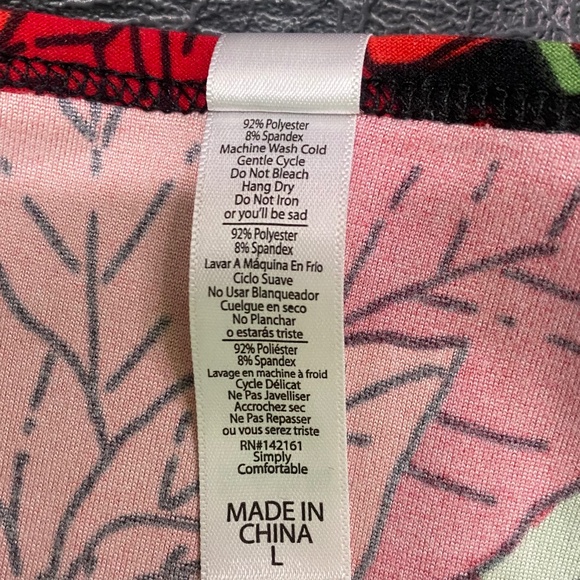 92% Polyester
8% Spandex
Machine Wash Cold
Gentle Cycle
Do Not Bleach
Hang Dry
Do Not Iron
or you'll be sad
92% Polyester
8% Spandex
Lavar A Máquina En Frío
Ciclo Suave
No Usar Blanqueador
Cuelgue en seco
No Planchar
o estarás triste
92% Poliéster
8% Spandex
Lavage en machine à froid
Cycle Délicat
Ne Pas Javelliser
Accrochez sec
Ne Pas Repasser
ou vous serez triste
RN#142161
Simply
Comfortable
MADE IN
CHINA
L